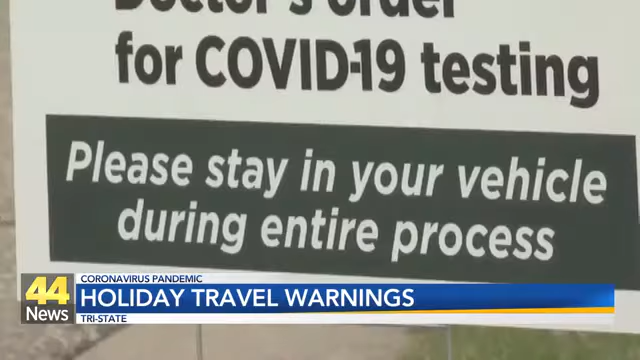 Doctor's order
for COVID-19 testing
Please stay in your vehicle
during entire process
CORONAVIRUS PANDEMIC
44
HOLIDAY TRAVEL WARNINGS
News
TRI-STATE